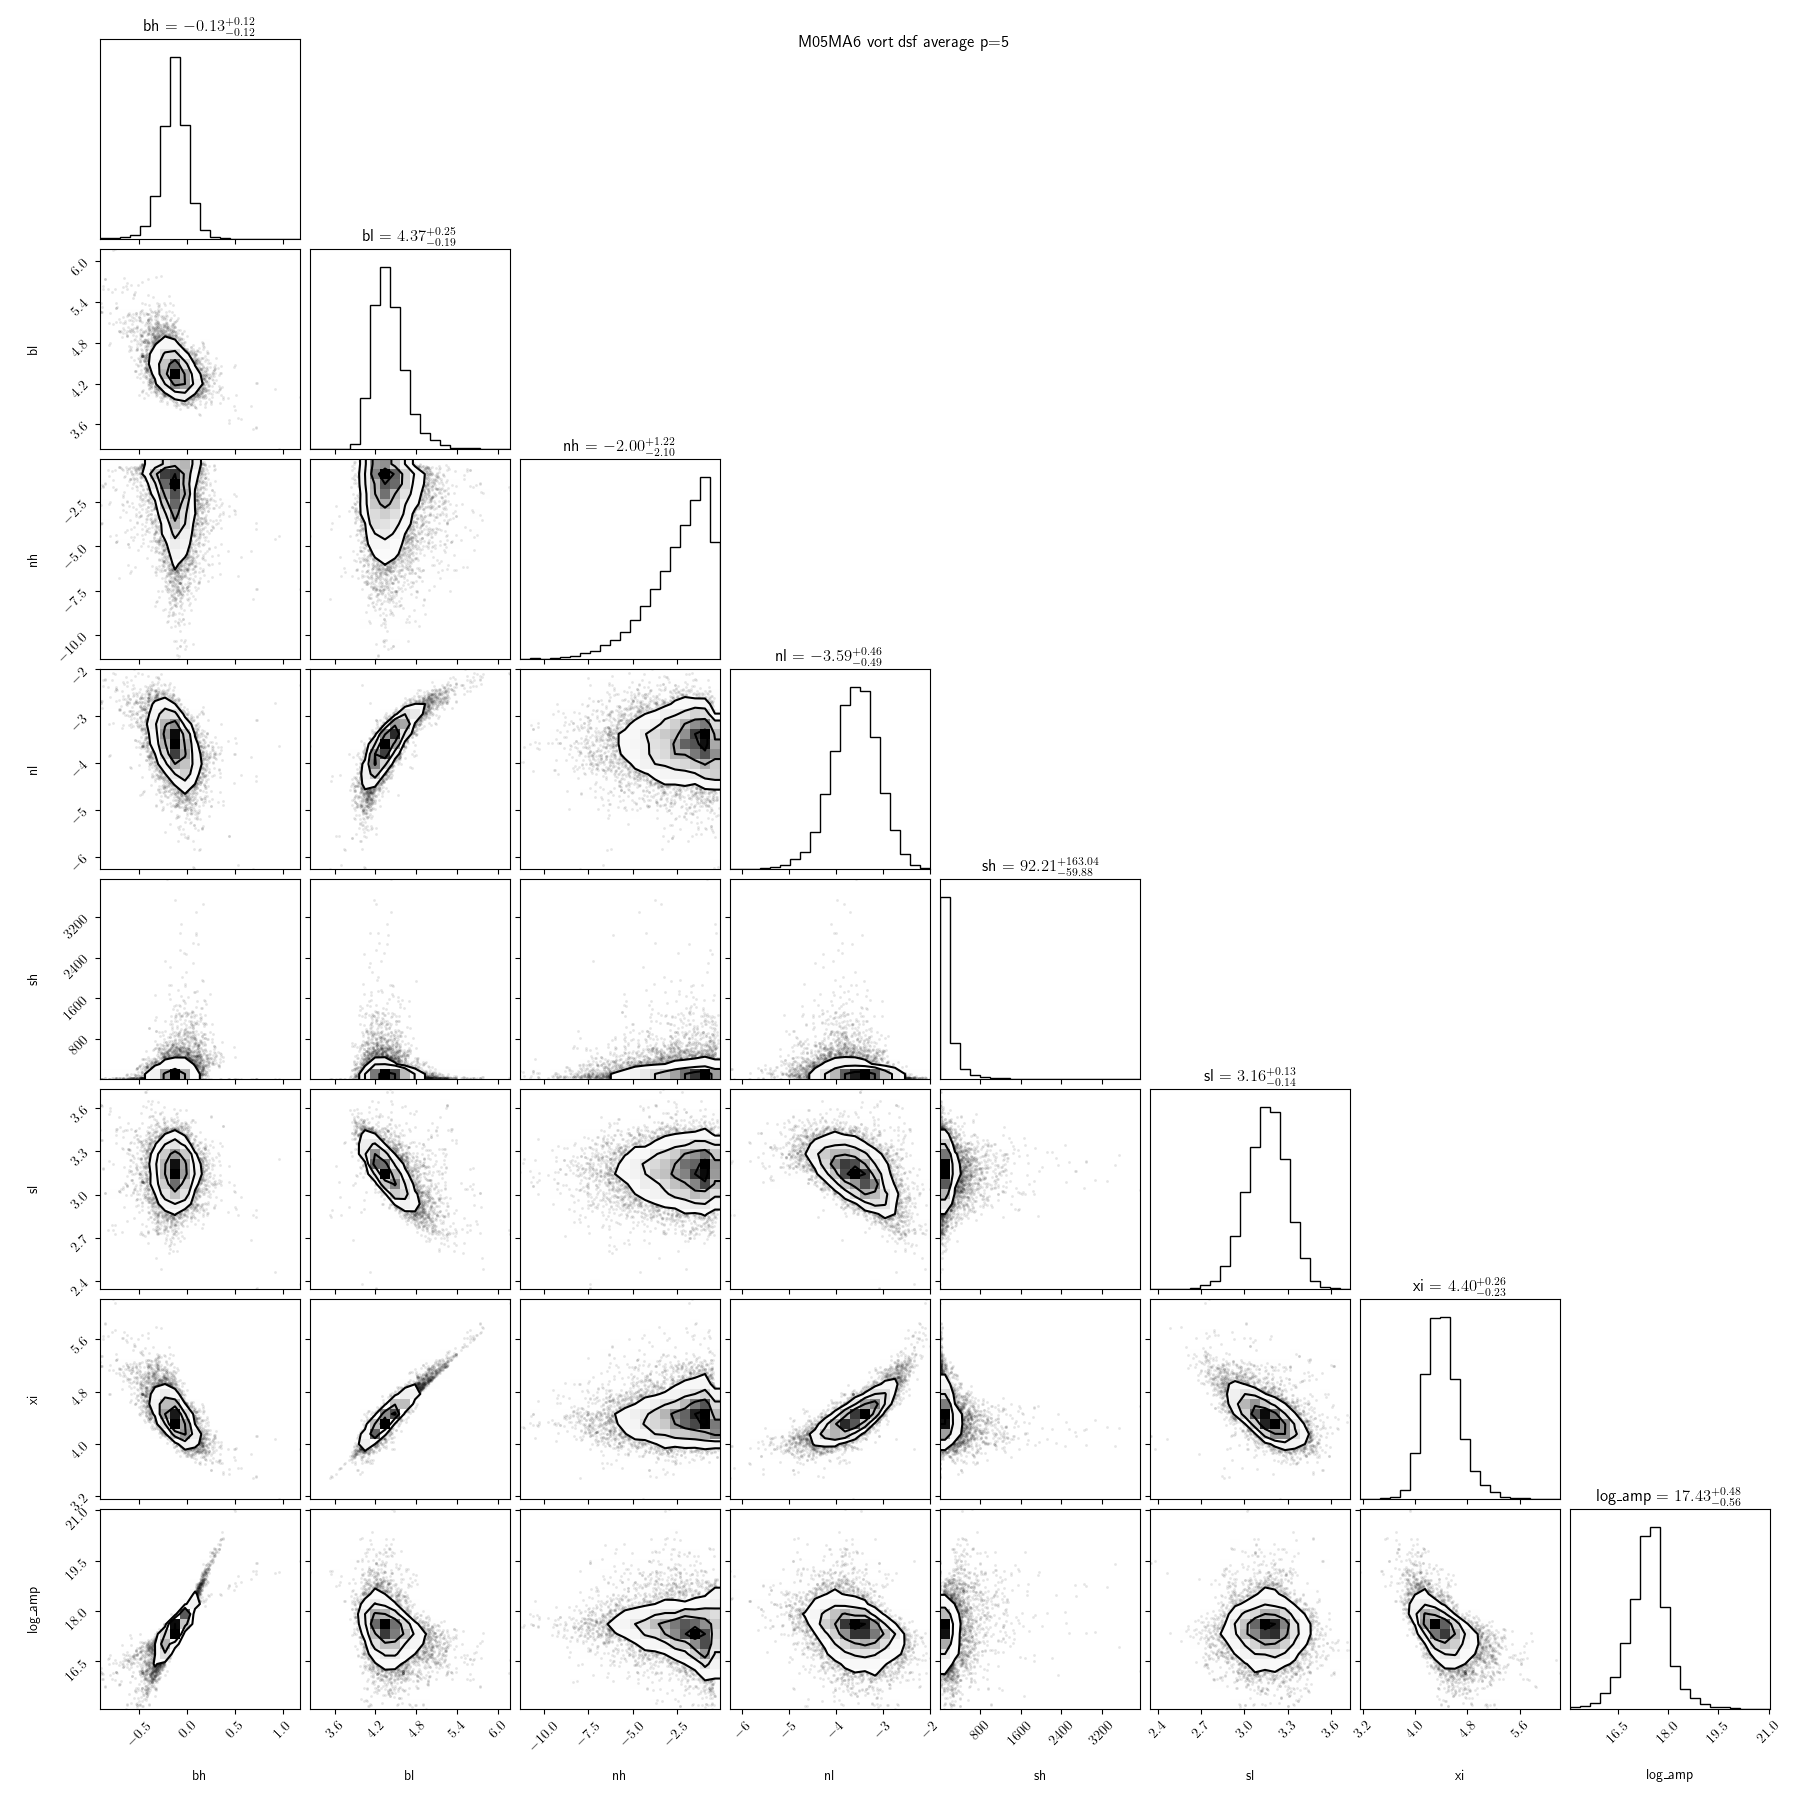 M05MA6 vort dsf average p=5
bh = −0.13 +0.12 −0.12
bl = 4.37 +0.25 −0.19
6.0
5.4
4.8
4.2
3.6
bl
nh = −2.00 +1.22 −2.10
−2.5
−5.0
−7.5
−10.0
nh
nl = −3.59 +0.46 −0.49
−2
−3
−4
−5
−6
nl
sh = 92.21 +163.04 −59.88
3200
2400
1600
800
sh
sl = 3.16 +0.13 −0.14
3.6
3.3
3.0
2.7
2.4
sl
xi = 4.40 +0.26 −0.23
5.6
4.8
4.0
3.2
xi
log_amp = 17.43 +0.48 −0.56
21.0
19.5
18.0
16.5
log_amp
−0.5 0.0 0.5 1.0 3.6 4.2 4.8 5.4 6.0 −10.0 −7.5 −5.0 −2.5 −6 −5 −4 −3 −2 800 1600 2400 3200 2.4 2.7 3.0 3.3 3.6 3.2 4.0 4.8 5.6 16.5 18.0 19.5 21.0
bh bl nh nl sh sl xi log_amp